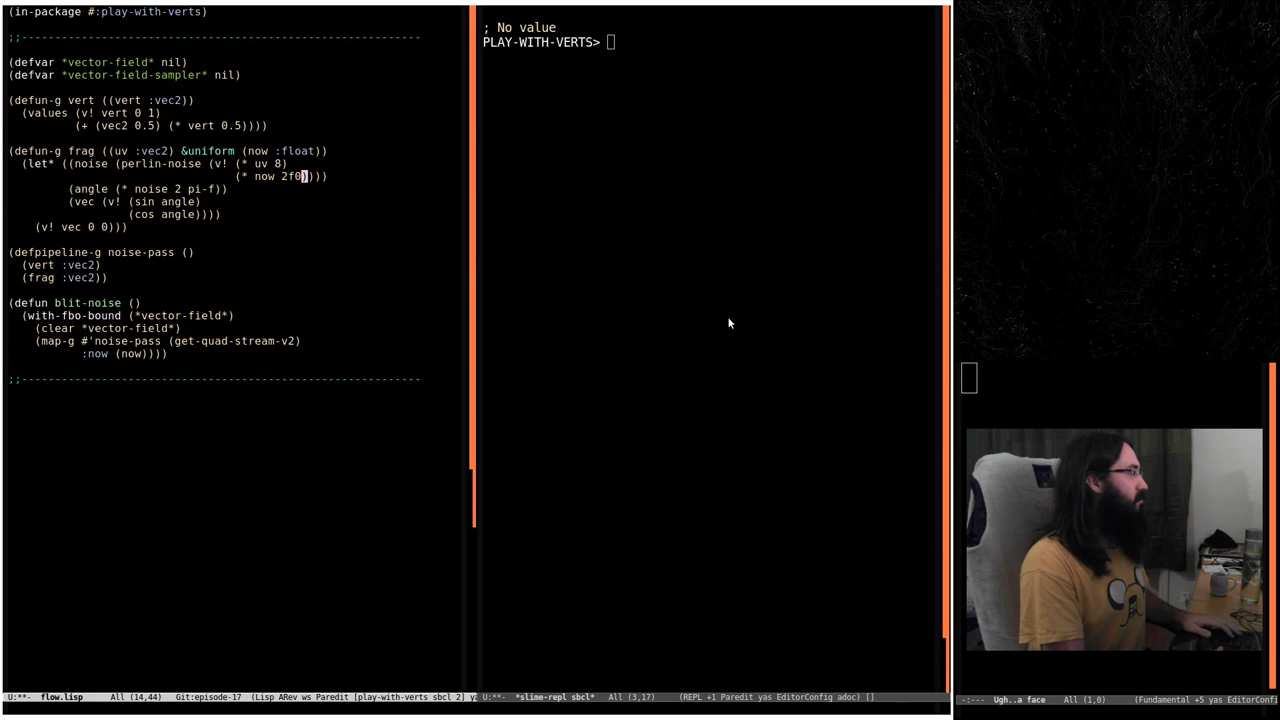 (in-package #:play-with-verts)
;;------------------------------------------------------------
(defvar *vector-field* nil)
(defvar *vector-field-sampler* nil)
(defun-g vert ((vert :vec2))
  (values (v! vert 0 1)
          (+ (vec2 0.5) (* vert 0.5))))
(defun-g frag ((uv :vec2) &uniform (now :float))
  (let* ((noise (perlin-noise (v! (* uv 8)
                                  (* now 2f0))))
         (angle (* noise 2 pi-f))
         (vec (v! (sin angle)
                  (cos angle))))
    (v! vec 0 0)))
(defpipeline-g noise-pass ()
  (vert :vec2)
  (frag :vec2))
(defun blit-noise ()
  (with-fbo-bound (*vector-field*)
    (clear *vector-field*)
    (map-g #'noise-pass (get-quad-stream-v2)
           :now (now))))
;;------------------------------------------------------------
U:**-  flow.lisp      All (14,44)   Git:episode-17  (Lisp ARev ws Paredit [play-with-verts sbcl 2] ya
; No value
PLAY-WITH-VERTS>
U:**-  *slime-repl sbcl*   All (3,17)     (REPL +1 Paredit yas EditorConfig adoc) []
-:---  Ugh..a face    All (1,0)     (Fundamental +5 yas EditorConfi